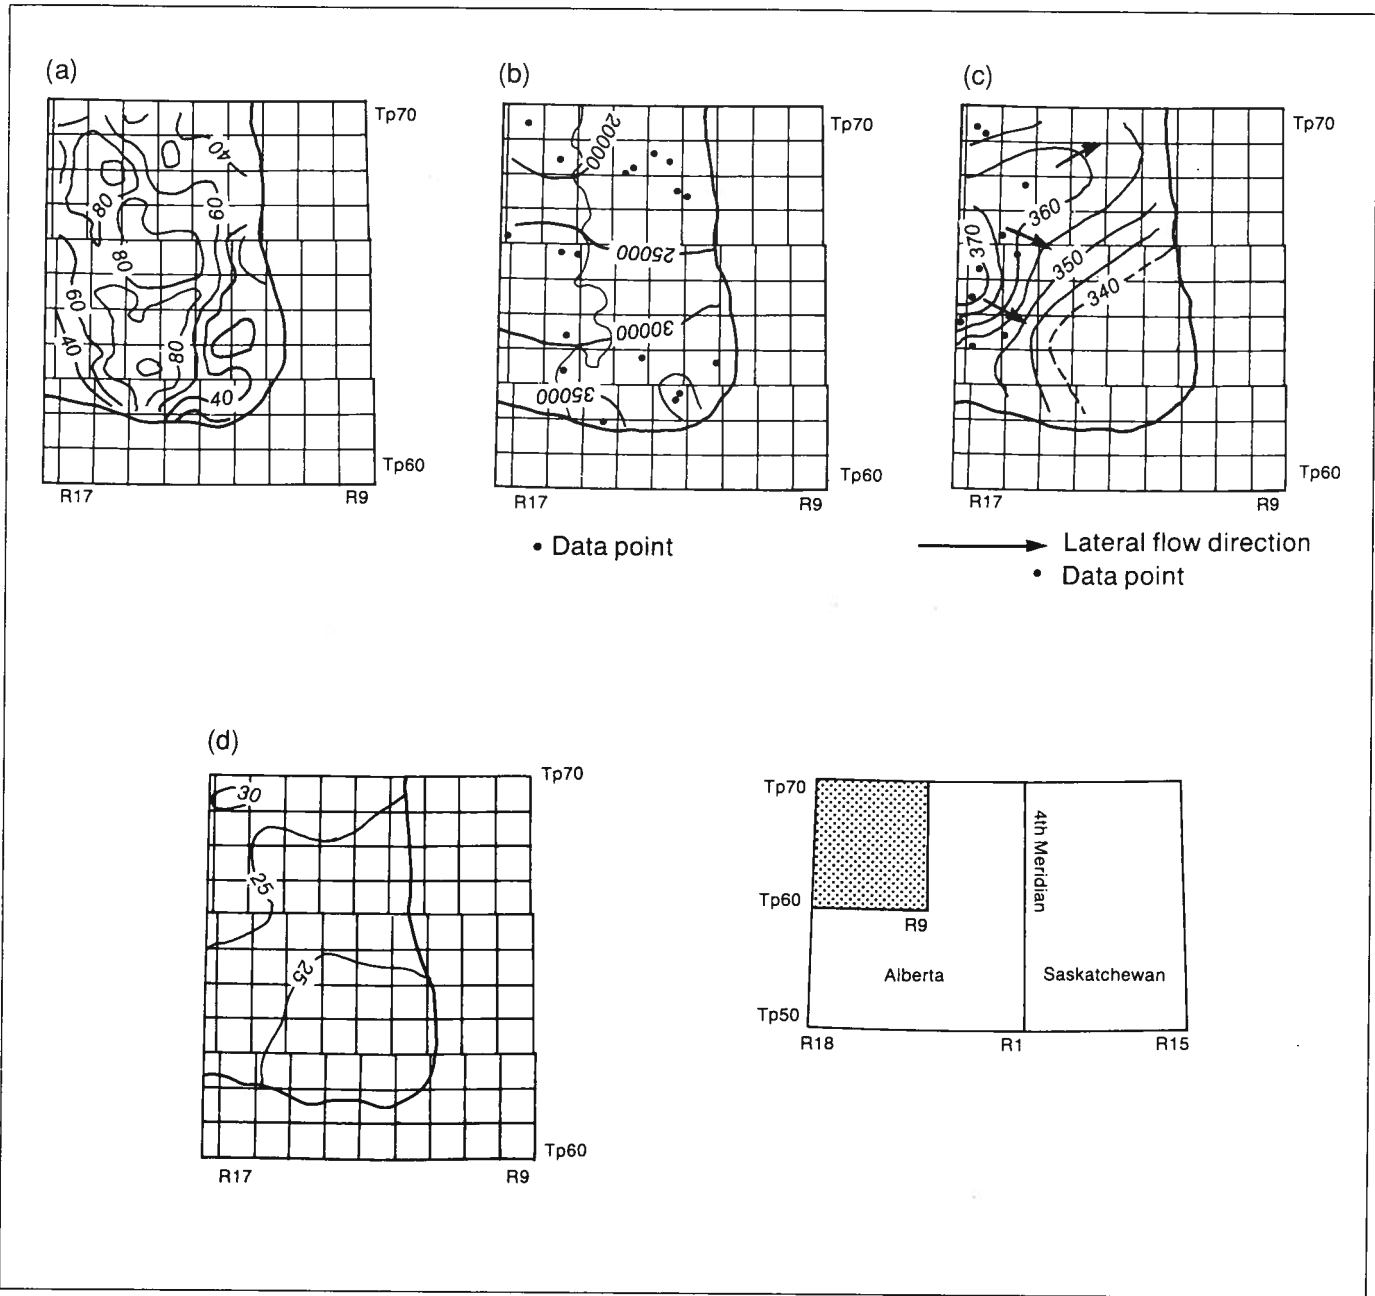 (a)
Tp70
40
80
60
80
60
40
80
40
Tp60
R17 R9
(b)
Tp70
20000
25000
30000
35000
Tp60
R17 R9
• Data point
(c)
Tp70
360
370
350
340
Tp60
R17 R9
Lateral flow direction
• Data point
(d)
Tp70
30
25
25
Tp60
R17 R9
Tp70
4th Meridian
Tp60
R9
Alberta Saskatchewan
Tp50
R18 R1 R15